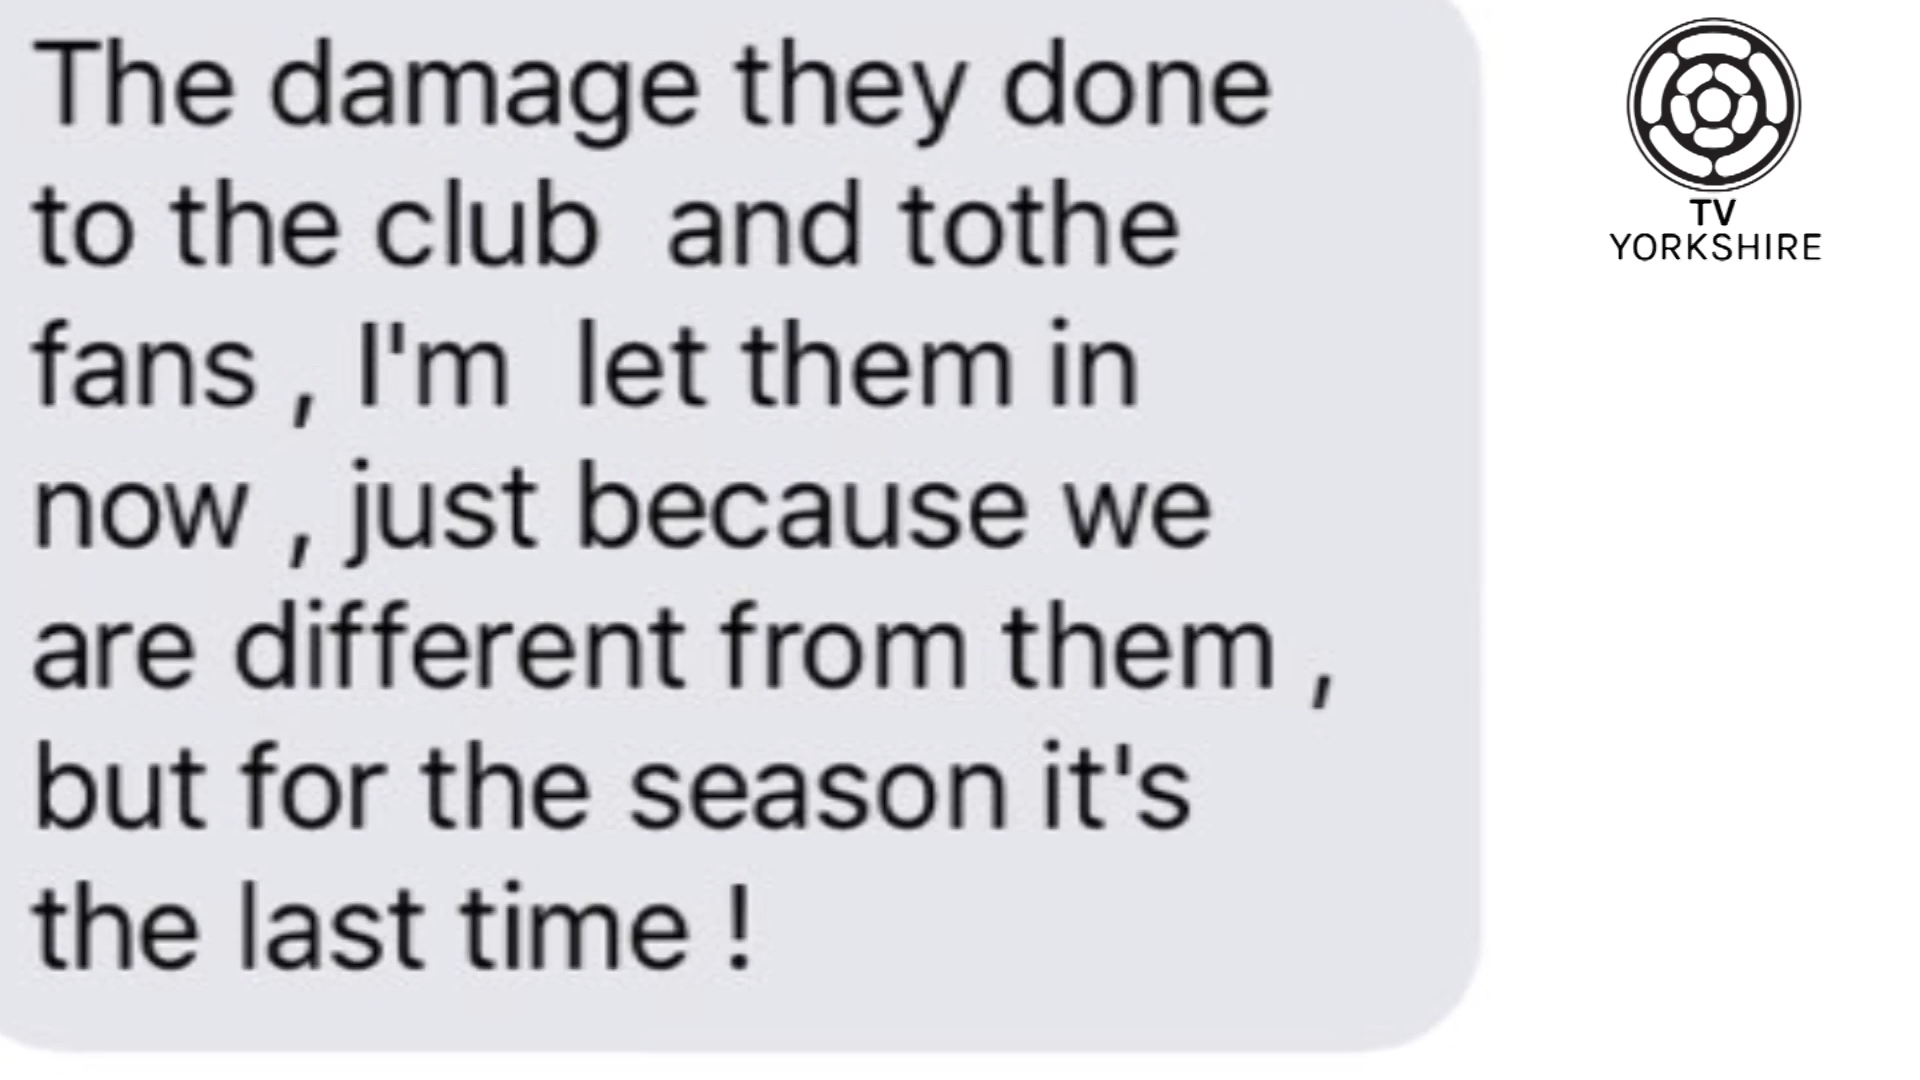 The damage they done
to the club  and tothe
fans , I'm  let them in
now , just because we
are different from them ,
but for the season it's
the last time !
TV
YORKSHIRE